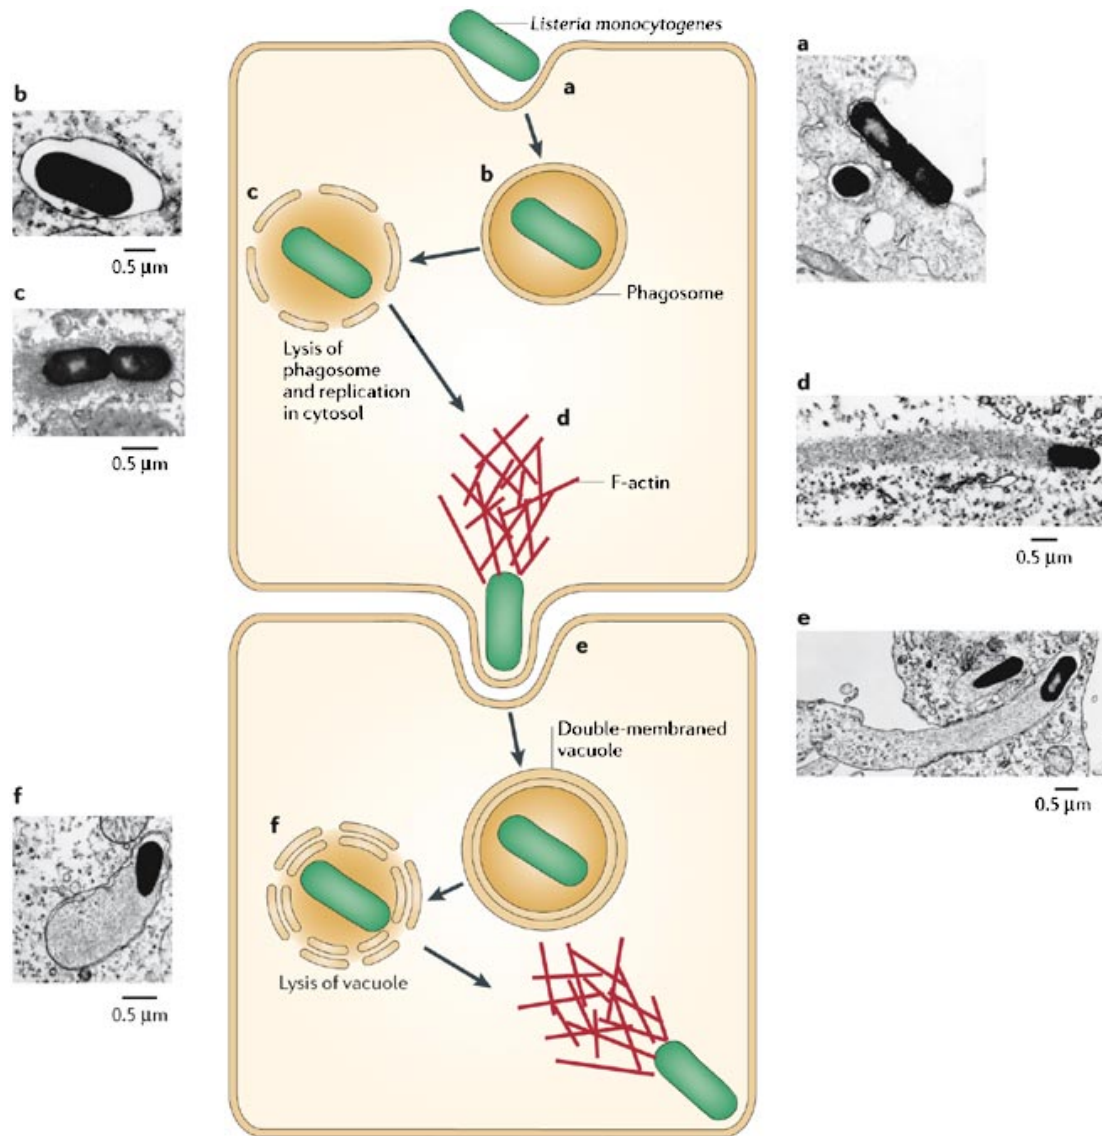 Listeria monocytogenes
a
a
b
b
c
0.5 µm
Phagosome
c
Lysis of
phagosome
and replication
in cytosol
d
d
F-actin
0.5 µm
0.5 µm
e
e
Double-membraned
vacuole
0.5 µm
f
f
Lysis of vacuole
0.5 µm